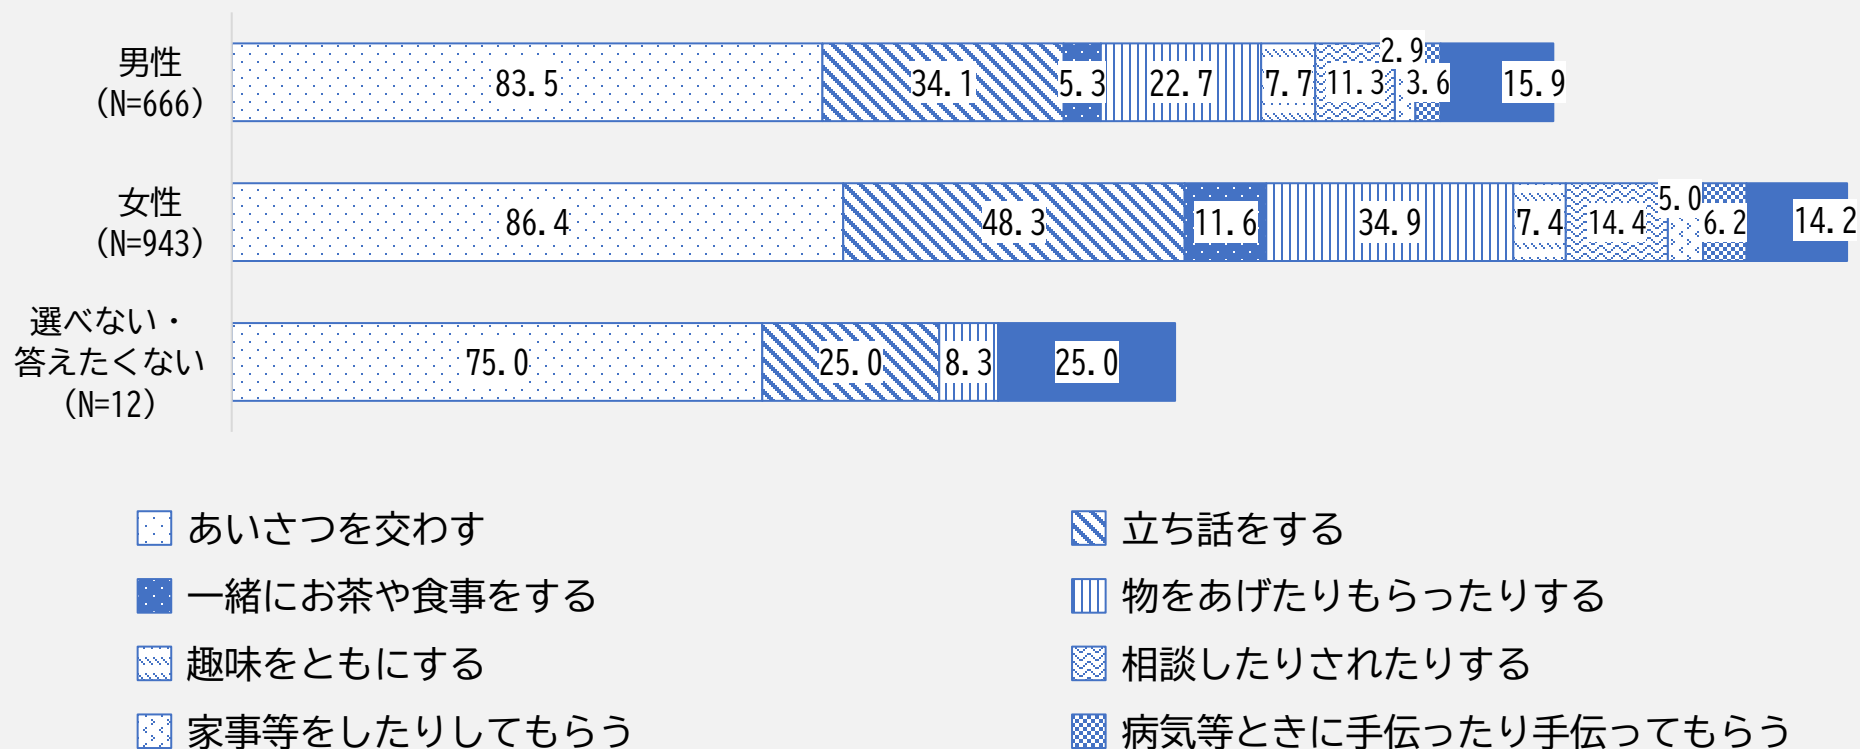 男性
（N=666）
83.5
34.1
5.3
22.7
7.7
11.3
2.9
3.6
15.9
女性
（N=943）
86.4
48.3
11.6
34.9
7.4
14.4
5.0
6.2
14.2
選べない・
答えたくない
（N=12）
75.0
25.0
8.3
25.0
あいさつを交わす
立ち話をする
一緒にお茶や食事をする
物をあげたりもらったりする
趣味をともにする
相談したりされたりする
家事等をしたりしてもらう
病気等ときに手伝ったり手伝ってもらう